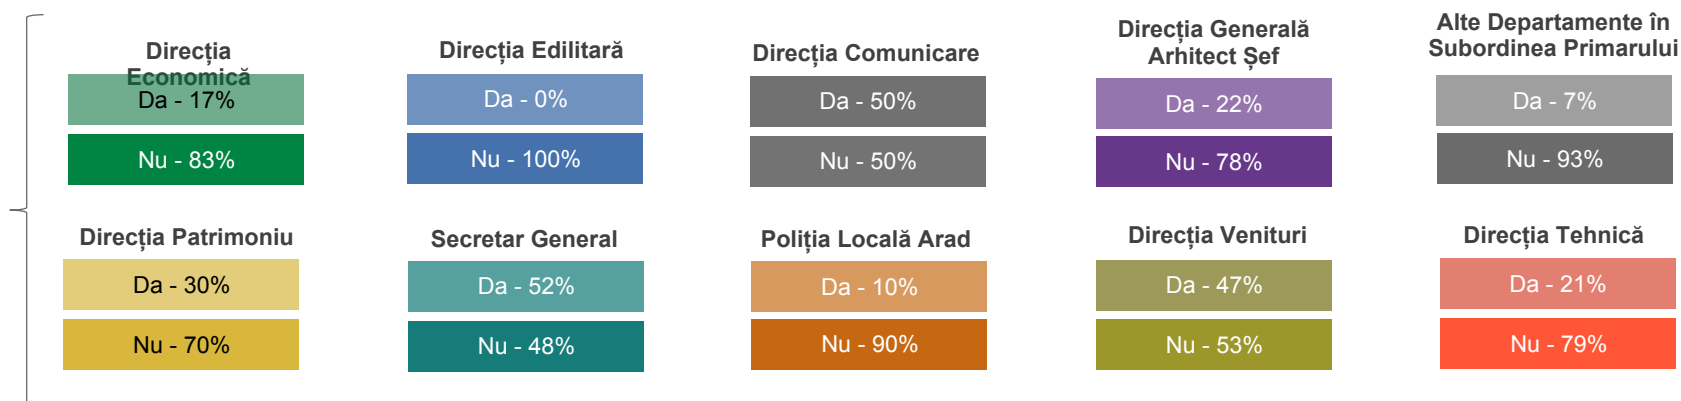 Direcția
Economică
Da - 17%
Nu - 83%
Direcția Edilitară
Da - 0%
Nu - 100%
Direcția Comunicare
Da - 50%
Nu - 50%
Direcția Generală
Arhitect Șef
Da - 22%
Nu - 78%
Alte Departamente în
Subordinea Primarului
Da - 7%
Nu - 93%
Direcția Patrimoniu
Da - 30%
Nu - 70%
Secretar General
Da - 52%
Nu - 48%
Poliția Locală Arad
Da - 10%
Nu - 90%
Direcția Venituri
Da - 47%
Nu - 53%
Direcția Tehnică
Da - 21%
Nu - 79%